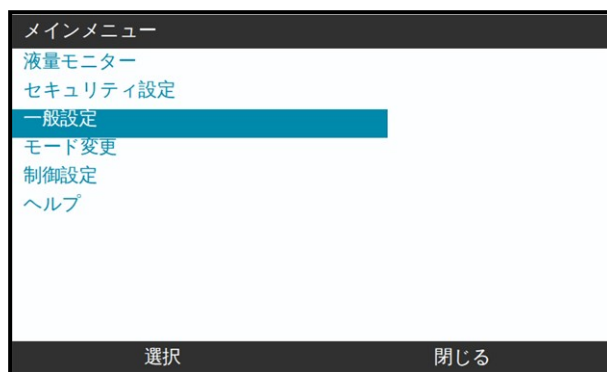 メインメニュー
液量モニター
セキュリティ設定
一般設定
モード変更
制御設定
ヘルプ
選択
閉じる